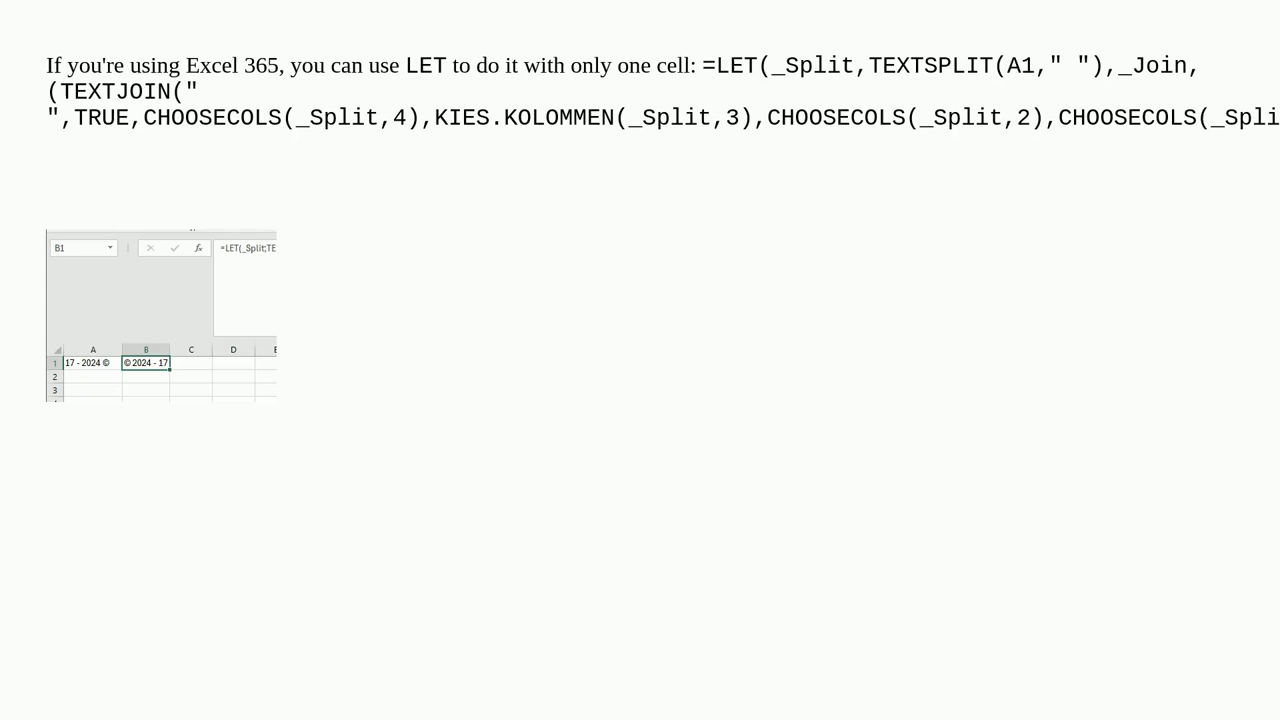 If you're using Excel 365, you can use LET to do it with only one cell: =LET(_Split,TEXTSPLIT(A1," "),_Join,
(TEXTJOIN("
",TRUE,CHOOSECOLS(_Split,4),KIES.KOLOMMEN(_Split,3),CHOOSECOLS(_Split,2),CHOOSECOLS(_Spli
B1 fx =LET(_Split;TE
A B C D E
1 17 - 2024 © © 2024 - 17
2
3